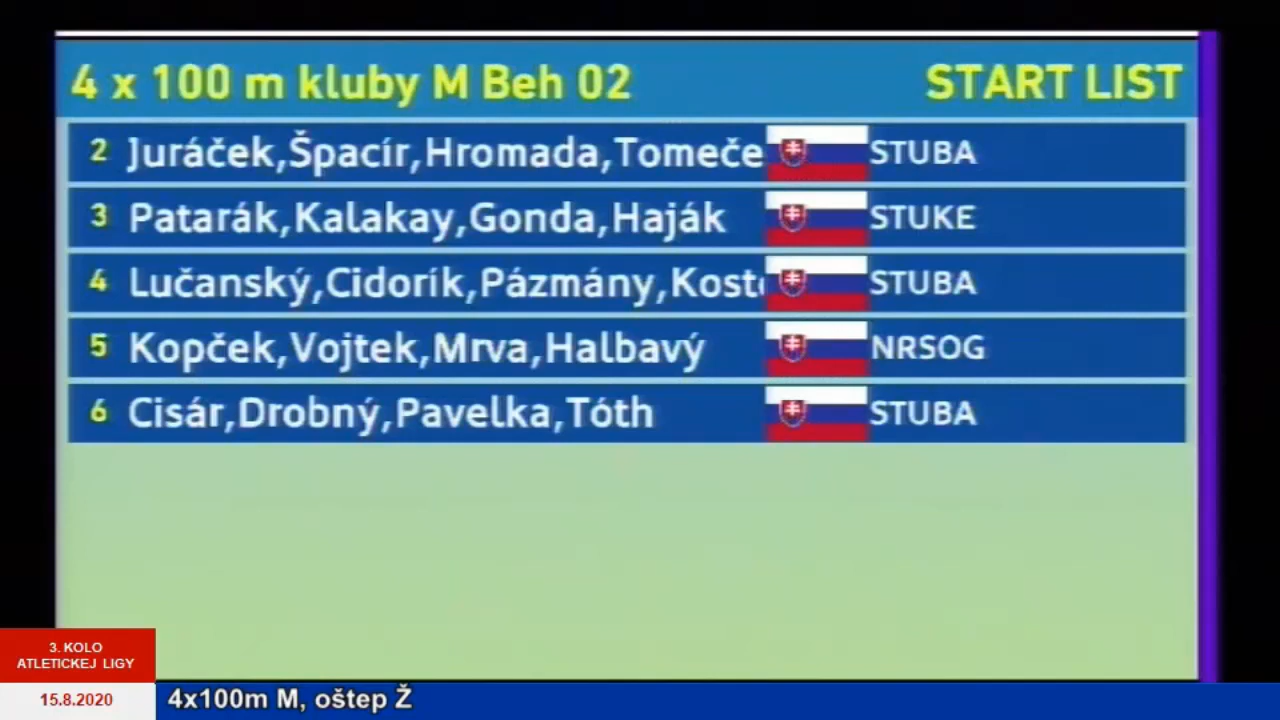 4 x 100 m kluby M Beh 02 START LIST
2 Juráček,Špacír,Hromada,Tomeče STUBA
3 Patarák,Kalakay,Gonda,Haják STUKE
4 Lučanský,Cidorík,Pázmány,Kost STUBA
5 Kopček,Vojtek,Mrva,Halbavý NRSOG
6 Cisár,Drobný,Pavelka,Tóth STUBA
3. KOLO
ATLETICKEJ LIGY
15.8.2020
4x100m M, oštep Ž